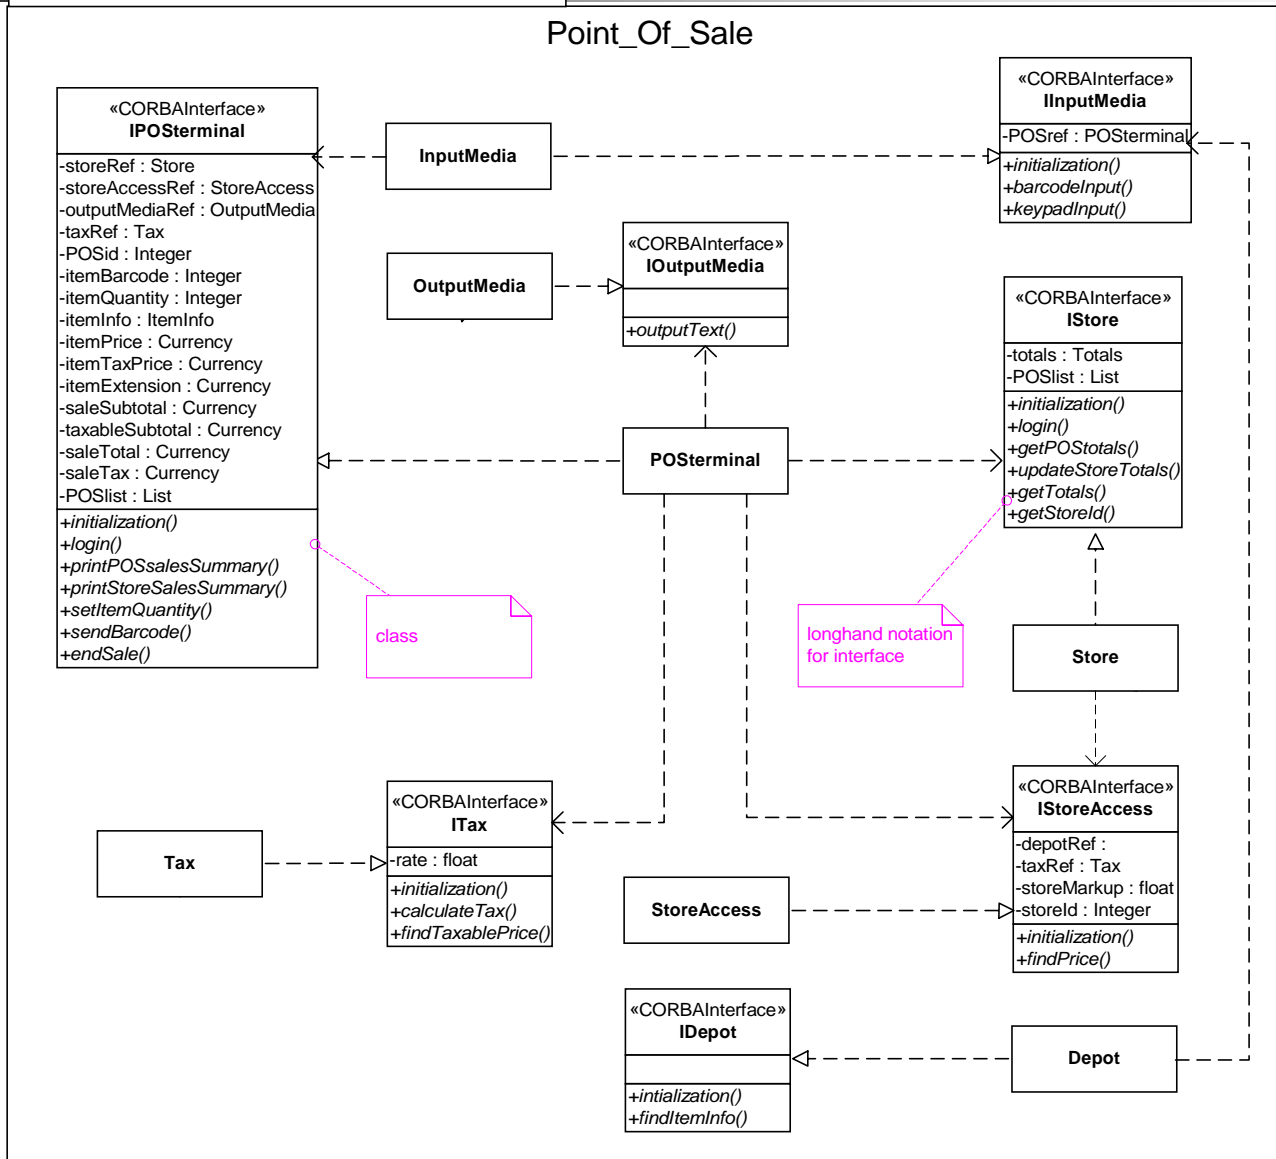 Point_Of_Sale
«CORBAInterface»
IPOSterminal
-storeRef : Store
-storeAccessRef : StoreAccess
-outputMediaRef : OutputMedia
-taxRef : Tax
-POSid : Integer
-itemBarcode : Integer
-itemQuantity : Integer
-itemInfo : ItemInfo
-itemPrice : Currency
-itemTaxPrice : Currency
-itemExtension : Currency
-saleSubtotal : Currency
-taxableSubtotal : Currency
-saleTotal : Currency
-saleTax : Currency
-POSlist : List
+initialization()
+login()
+printPOSsalesSummary()
+printStoreSalesSummary()
+setItemQuantity()
+sendBarcode()
+endSale()
InputMedia
«CORBAInterface»
IInputMedia
-POSref : POSterminal
+initialization()
+barcodeInput()
+keypadInput()
OutputMedia
«CORBAInterface»
IOutputMedia
+outputText()
«CORBAInterface»
IStore
-totals : Totals
-POSlist : List
+initialization()
+login()
+getPOStotals()
+updateStoreTotals()
+getTotals()
+getStoreId()
POSterminal
class
longhand notation
for interface
Store
«CORBAInterface»
ITax
-rate : float
+initialization()
+calculateTax()
+findTaxablePrice()
Tax
«CORBAInterface»
IStoreAccess
-depotRef :
-taxRef : Tax
-storeMarkup : float
-storeId : Integer
+initialization()
+findPrice()
StoreAccess
«CORBAInterface»
IDepot
+intialization()
+findItemInfo()
Depot